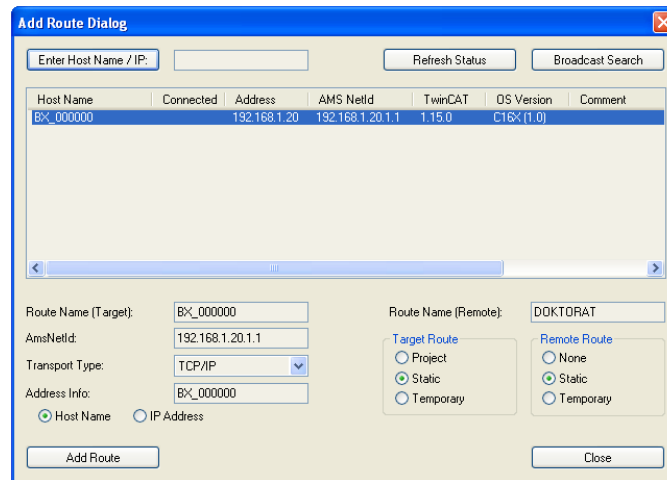 Add Route Dialog
Enter Host Name / IP: Refresh Status Broadcast Search
Host Name Connected Address AMS NetId TwinCAT OS Version Comment
BX_000000 192.168.1.20 192.168.1.20.1.1 1.15.0 C16X (1.0)
Route Name (Target): BX_000000 Route Name (Remote): DOKTORAT
AmsNetId: 192.168.1.20.1.1 Target Route Remote Route
Project None
Transport Type: TCP/IP Static Static
Address Info: BX_000000 Temporary Temporary
Host Name IP Address
Add Route Close